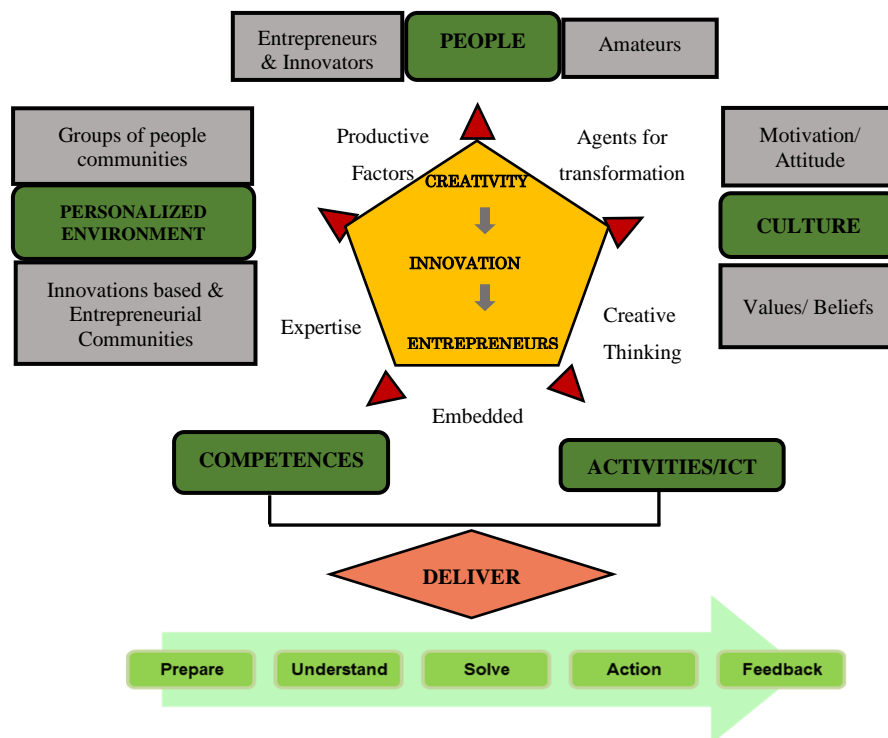 Entrepreneurs
& Innovators
PEOPLE
Amateurs
Groups of people
communities
PERSONALIZED
ENVIRONMENT
Innovations based &
Entrepreneurial
Communities
Productive
Factors
Agents for
transformation
Motivation/
Attitude
CULTURE
Values/ Beliefs
CREATIVITY
INNOVATION
ENTREPRENEURS
Expertise
Creative
Thinking
Embedded
COMPETENCES
ACTIVITIES/ICT
DELIVER
Prepare
Understand
Solve
Action
Feedback